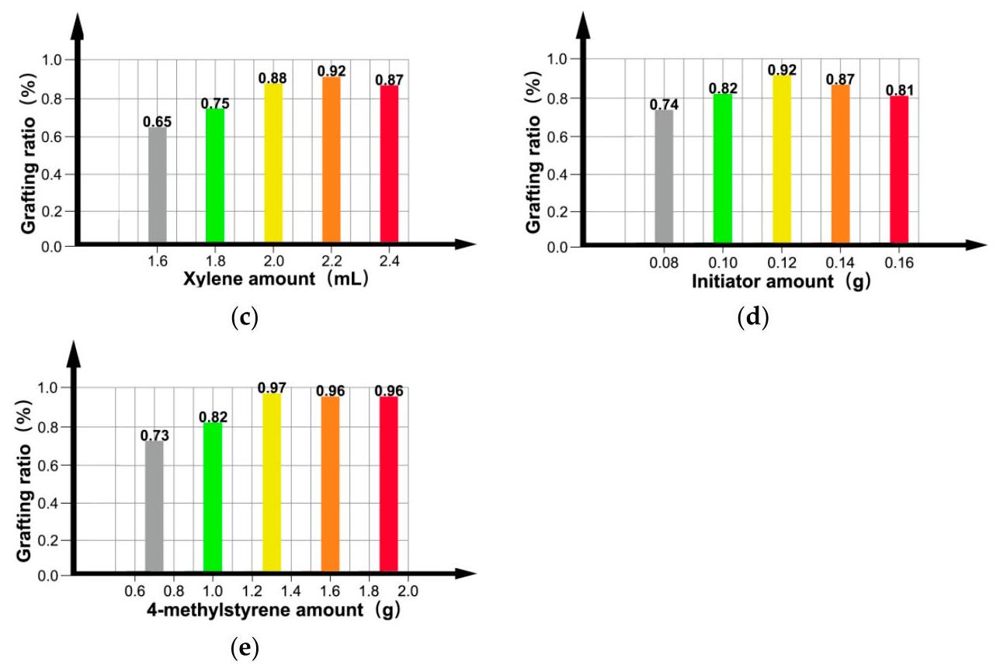 Grafting ratio (%)
1.0
0.8
0.6
0.4
0.2
0.0
0.65
0.75
0.88
0.92
0.87
1.6 1.8 2.0 2.2 2.4
Xylene amount (mL)
(c)
Grafting ratio (%)
1.0
0.8
0.6
0.4
0.2
0.0
0.74
0.82
0.92
0.87
0.81
0.08 0.10 0.12 0.14 0.16
Initiator amount (g)
(d)
Grafting ratio (%)
1.0
0.8
0.6
0.4
0.2
0.0
0.73
0.82
0.97
0.96
0.96
0.6 0.8 1.0 1.2 1.4 1.6 1.8 2.0
4-methylstyrene amount (g)
(e)